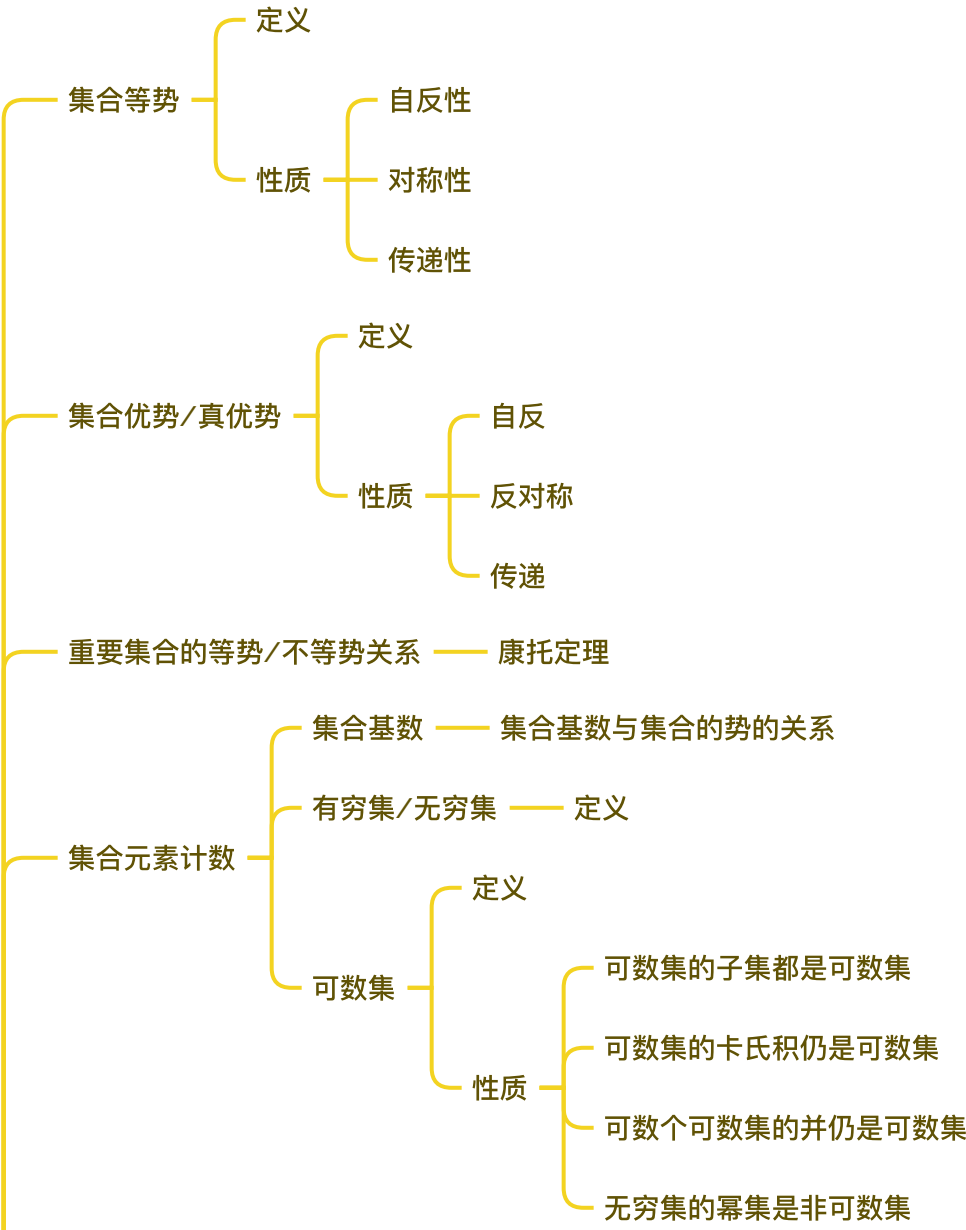 定义
集合等势
自反性
性质
对称性
传递性
定义
集合优势/真优势
自反
性质
反对称
传递
重要集合的等势/不等势关系
康托定理
集合基数
集合基数与集合的势的关系
有穷集/无穷集
定义
集合元素计数
定义
可数集
可数集的子集都是可数集
可数集的卡氏积仍是可数集
性质
可数个可数集的并仍是可数集
无穷集的幂集是非可数集